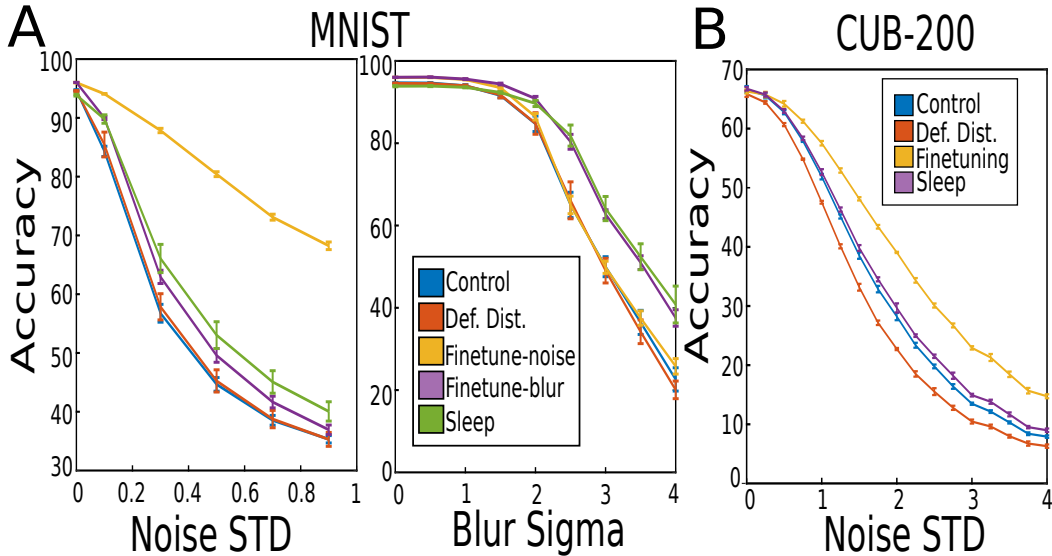 A
MNIST
Accuracy
100
90
80
70
60
50
40
30
0
0.2
0.4
0.6
0.8
1
Noise STD
100
80
60
40
20
0
0
1
2
3
4
Blur Sigma
Control
Def. Dist.
Finetune-noise
Finetune-blur
Sleep
B
CUB-200
Accuracy
70
60
50
40
30
20
10
0
0
1
2
3
4
Noise STD
Control
Def. Dist.
Finetuning
Sleep